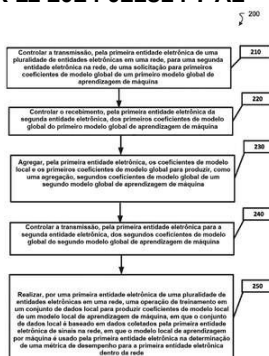 200
Controlar a transmissão, pela primeira entidade eletrônica de uma
pluralidade de entidades eletrônicas em uma rede, para uma segunda
entidade eletrônica na rede, de uma solicitação para primeiros
coeficientes de modelo global de um primeiro modelo global de
aprendizagem de máquina
210
Controlar o recebimento, pela primeira entidade eletrônica da
segunda entidade eletrônica, dos primeiros coeficientes de modelo
global do primeiro modelo global de aprendizagem de máquina
220
Agregar, pela primeira entidade eletrônica, os coeficientes de modelo
local e os primeiros coeficientes de modelo global para produzir, como
uma agregação, segundos coeficientes de modelo global de um
segundo modelo global de aprendizagem de máquina
230
Controlar a transmissão, pela primeira entidade eletrônica para a
segunda entidade eletrônica, dos segundos coeficientes de modelo
global do segundo modelo global de aprendizagem de máquina
240
Realizar, por uma primeira entidade eletrônica de uma pluralidade de
entidades eletrônicas em uma rede, uma operação de treinamento em
um conjunto de dados local para produzir coeficientes de modelo local
de um modelo local de aprendizagem de máquina, em que o conjunto
de dados local é baseado em dados coletados pela primeira entidade
eletrônica de sinais na rede, em que o modelo local de aprendizagem
por máquina é usado pela primeira entidade eletrônica na determinação
de uma métrica de desempenho para a primeira entidade eletrônica
dentro da rede
250